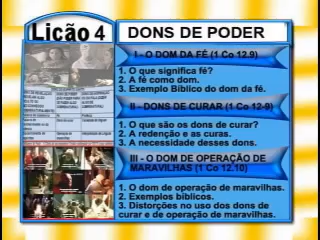 Lição 4
DONS DE PODER
I - O DOM DA FÉ (1 Co 12.9)
1. O que significa fé?
2. A fé como dom.
3. Exemplo Bíblico do dom da fé.
II - DONS DE CURAR (1 Co 12-9)
1. O que são os dons de curar?
2. A redenção e as curas.
3. A necessidade desses dons.
III - O DOM DE OPERAÇÃO DE
MARAVILHAS (1 Co 12.10)
1. O dom de operação de maravilhas.
2. Exemplos bíblicos.
3. Distorções no uso dos dons de
curar e de operação de maravilhas.